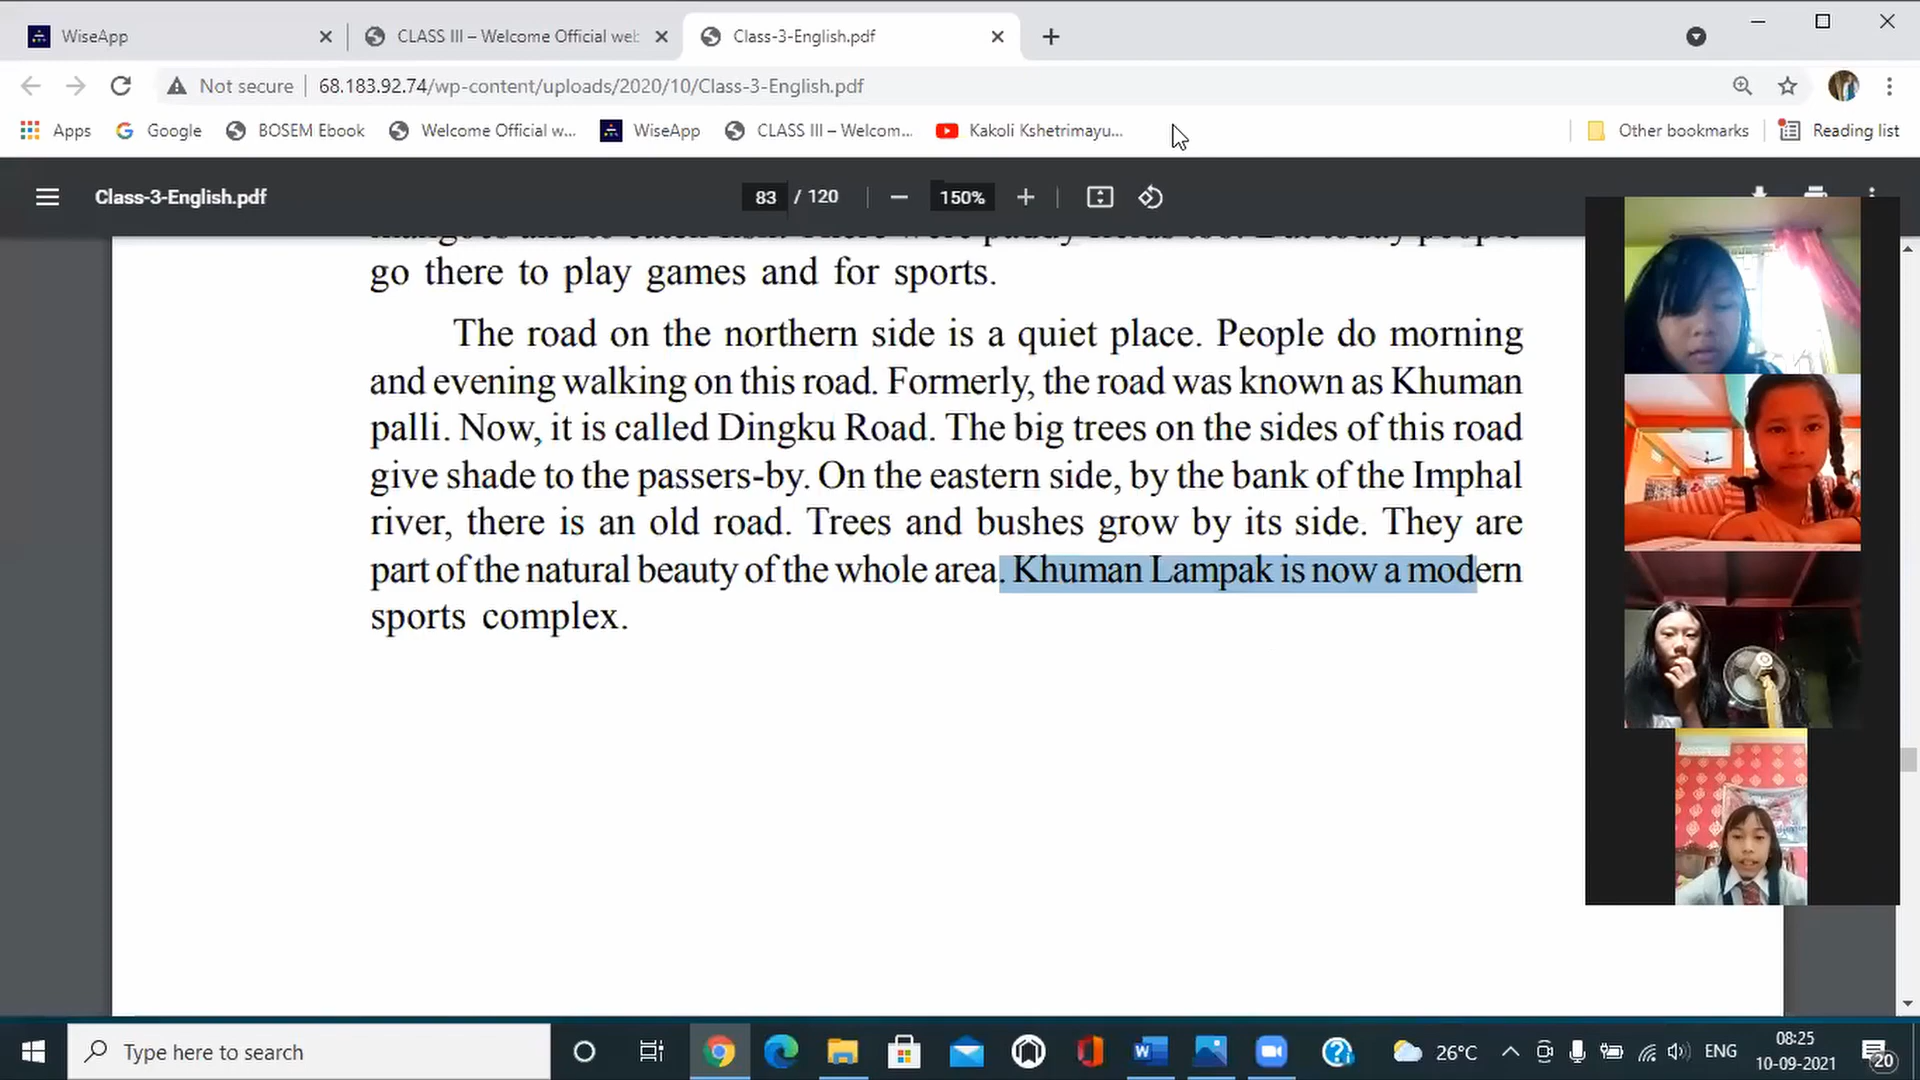 WiseApp
CLASS III – Welcome Official wel
Class-3-English.pdf
Not secure
68.183.92.74/wp-content/uploads/2020/10/Class-3-English.pdf
Apps
Google
BOSEM Ebook
Welcome Official w...
WiseApp
CLASS III – Welcom...
Kakoli Kshetrimayu...
Other bookmarks
Reading list
Class-3-English.pdf
83 / 120
150%
go there to play games and for sports.
The road on the northern side is a quiet place. People do morning
and evening walking on this road. Formerly, the road was known as Khuman
palli. Now, it is called Dingku Road. The big trees on the sides of this road
give shade to the passers-by. On the eastern side, by the bank of the Imphal
river, there is an old road. Trees and bushes grow by its side. They are
part of the natural beauty of the whole area. Khuman Lampak is now a modern
sports complex.
Type here to search
26°C
ENG
08:25
10-09-2021
20